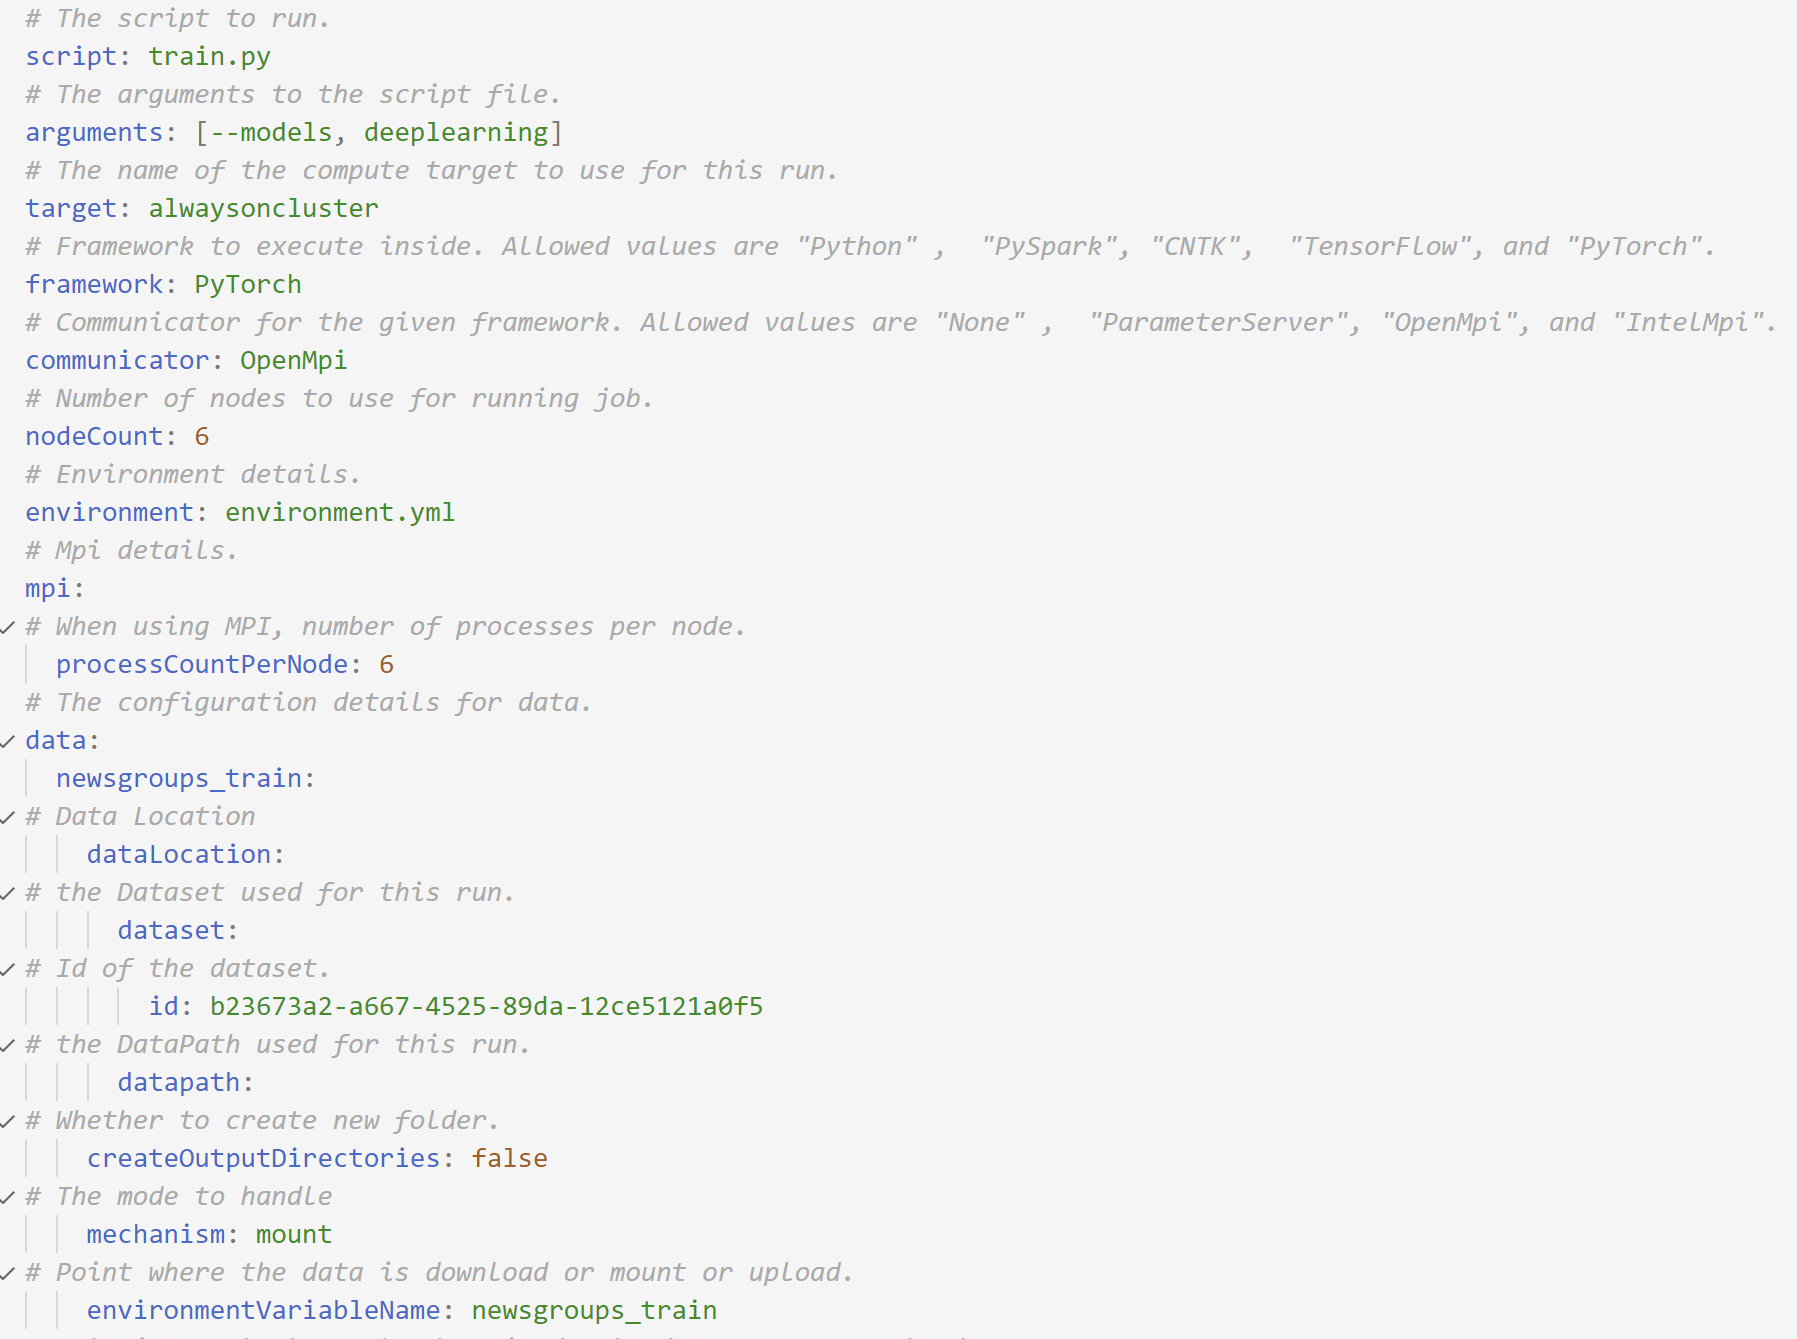 # The script to run.
script: train.py
# The arguments to the script file.
arguments: [--models, deeplearning]
# The name of the compute target to use for this run.
target: alwaysoncluster
# Framework to execute inside. Allowed values are "Python" ,  "PySpark", "CNTK",  "TensorFlow", and "PyTorch".
framework: PyTorch
# Communicator for the given framework. Allowed values are "None" ,  "ParameterServer", "OpenMpi", and "IntelMpi".
communicator: OpenMpi
# Number of nodes to use for running job.
nodeCount: 6
# Environment details.
environment: environment.yml
# Mpi details.
mpi:
# When using MPI, number of processes per node.
  processCountPerNode: 6
# The configuration details for data.
data:
  newsgroups_train:
# Data Location
    dataLocation:
# the Dataset used for this run.
      dataset:
# Id of the dataset.
        id: b23673a2-a667-4525-89da-12ce5121a0f5
# the DataPath used for this run.
      datapath:
# Whether to create new folder.
    createOutputDirectories: false
# The mode to handle
    mechanism: mount
# Point where the data is download or mount or upload.
    environmentVariableName: newsgroups_train